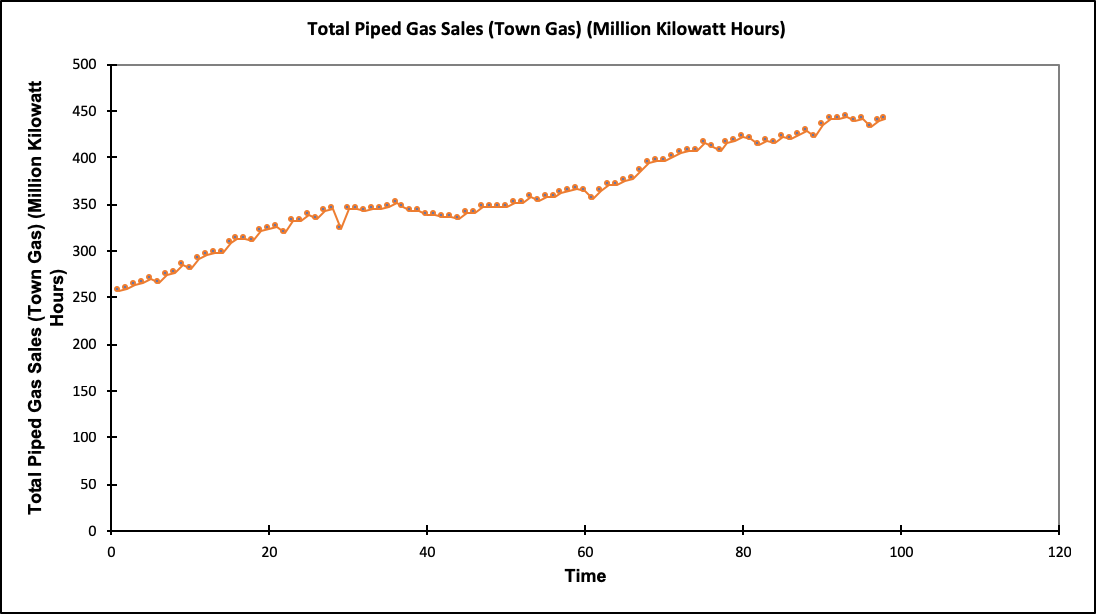 Total Piped Gas Sales (Town Gas) (Million Kilowatt Hours)
Total Piped Gas Sales (Town Gas) (Million Kilowatt
Hours)
500
450
400
350
300
250
200
150
100
50
0
0 20 40 60 80 100 120
Time